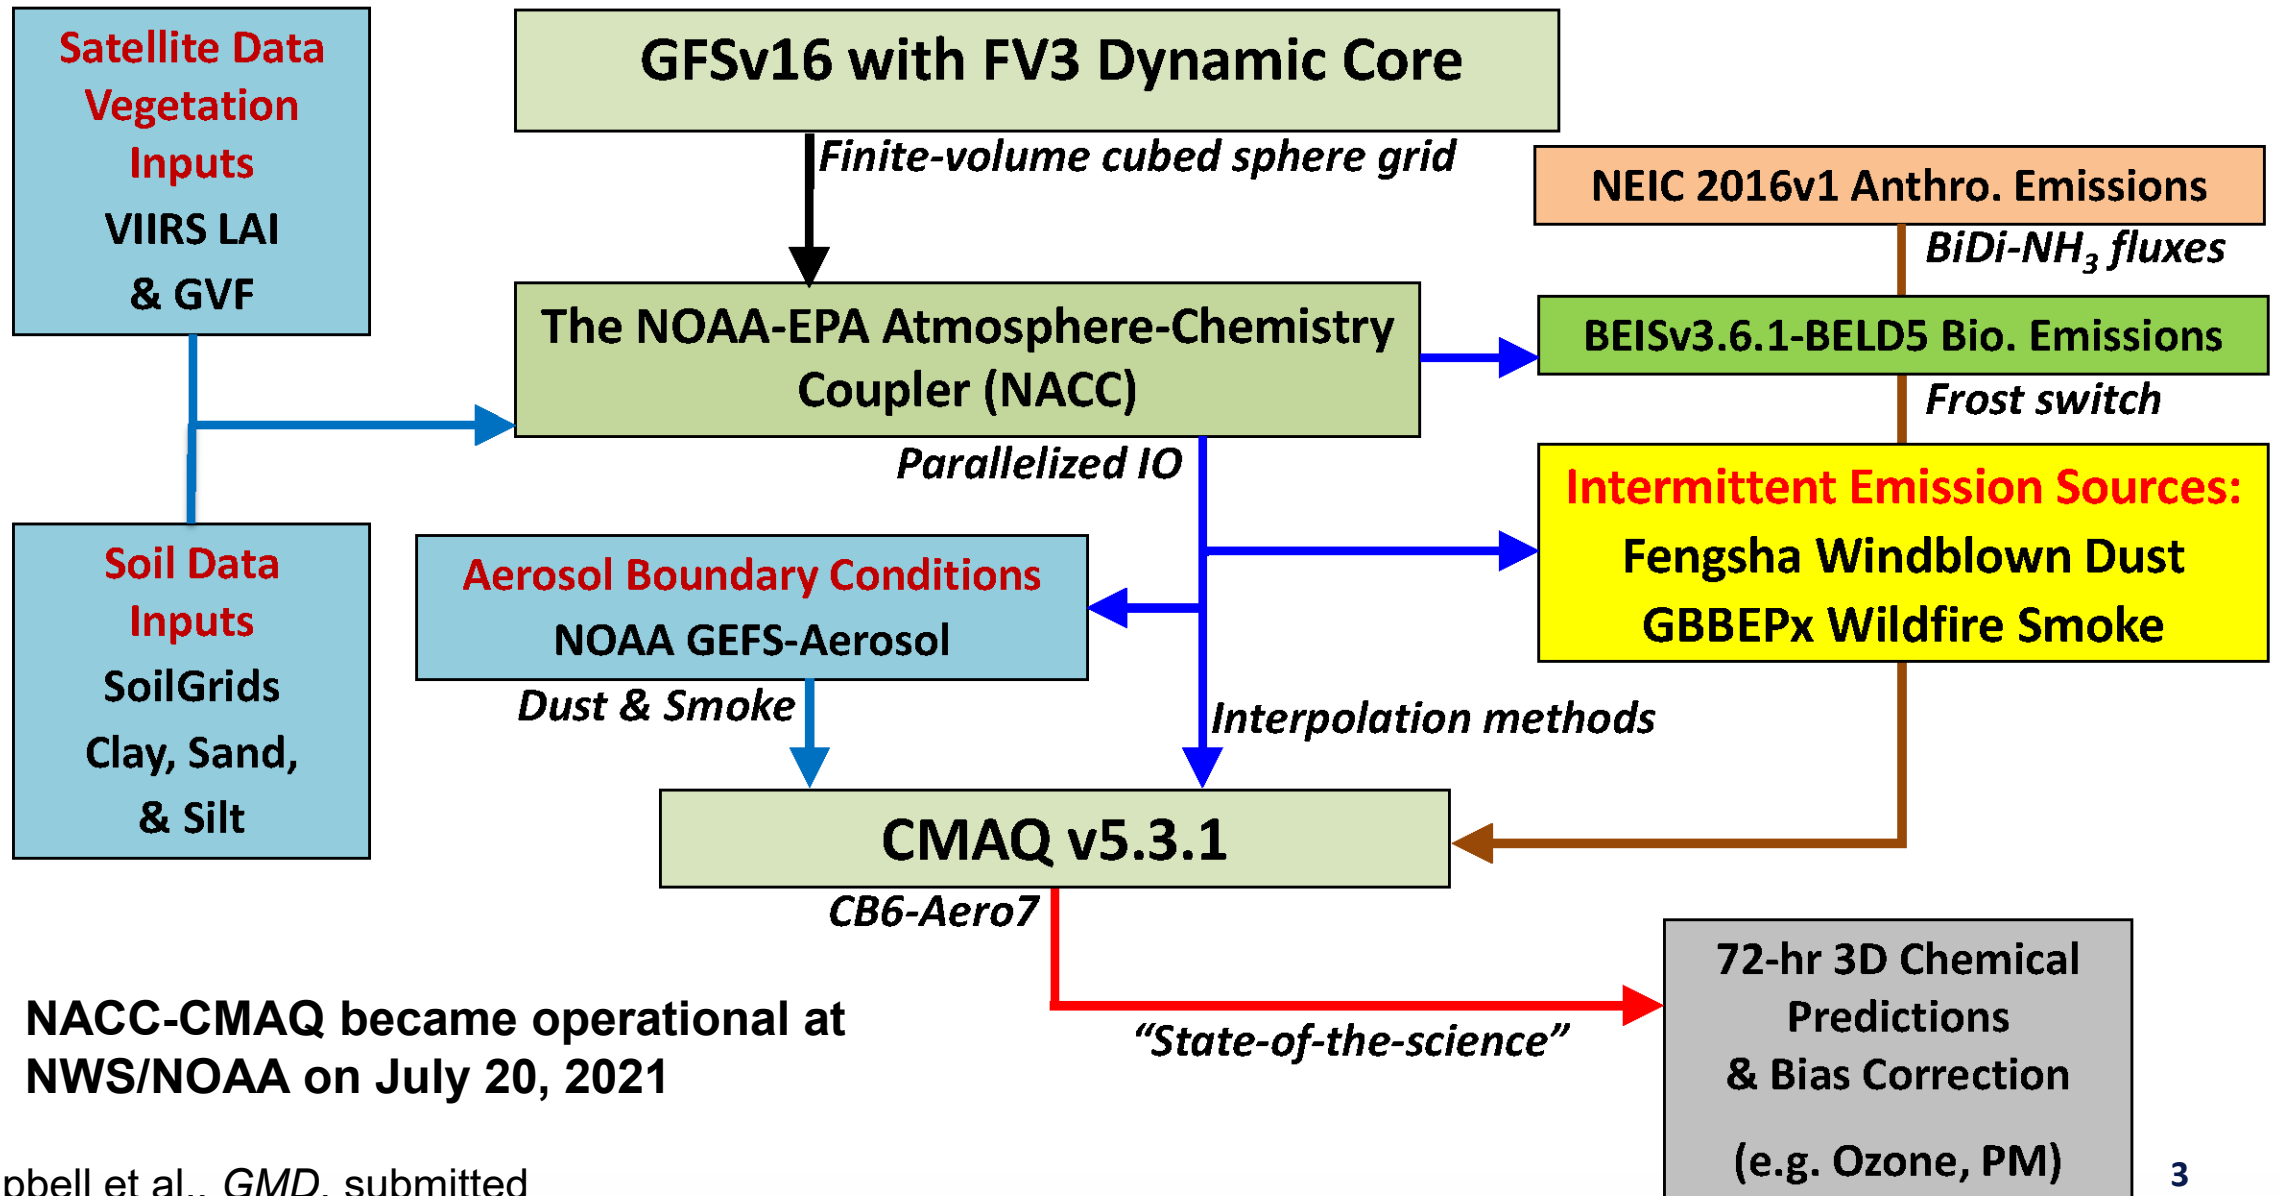 Satellite Data
Vegetation
Inputs
VIIRS LAI
& GVF
GFSv16 with FV3 Dynamic Core
Finite-volume cubed sphere grid
NEIC 2016v1 Anthro. Emissions
BiDi-NH₃ fluxes
The NOAA-EPA Atmosphere-Chemistry
Coupler (NACC)
BEISv3.6.1-BELD5 Bio. Emissions
Frost switch
Parallelized IO
Intermittent Emission Sources:
Fengsha Windblown Dust
GBBEPx Wildfire Smoke
Soil Data
Inputs
SoilGrids
Clay, Sand,
& Silt
Aerosol Boundary Conditions
NOAA GEFS-Aerosol
Dust & Smoke
Interpolation methods
CMAQ v5.3.1
CB6-Aero7
“State-of-the-science”
72-hr 3D Chemical
Predictions
& Bias Correction
(e.g. Ozone, PM)
NACC-CMAQ became operational at
NWS/NOAA on July 20, 2021
et al., GMD, submitted
3